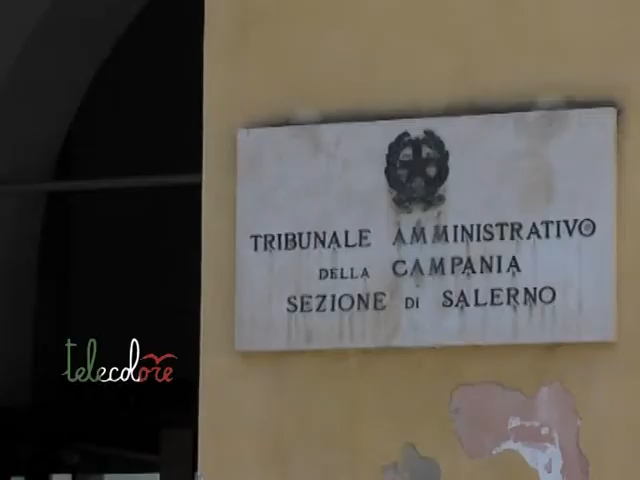 TRIBUNALE AMMINISTRATIVO
DELLA CAMPANIA
SEZIONE DI SALERNO
telecolore